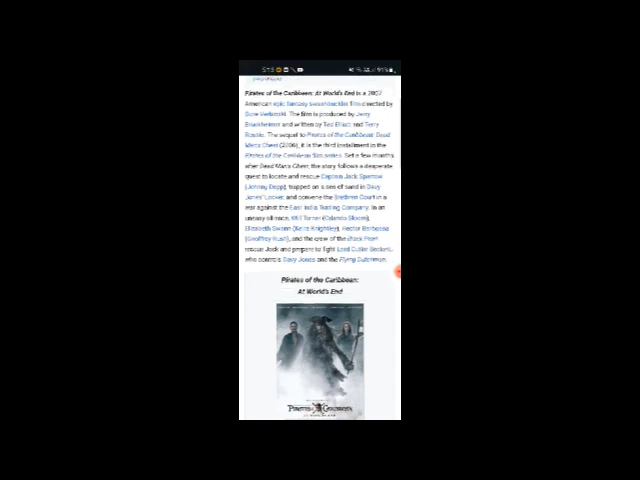 5:13
91%
Pirates of the Caribbean: At World's End is a 2007
American epic fantasy swashbuckler film directed by
Gore Verbinski. The film is produced by Jerry
Bruckheimer and written by Ted Elliott and Terry
Rossio. The sequel to Pirates of the Caribbean: Dead
Man's Chest (2006), it is the third installment in the
Pirates of the Caribbean film series. Set a few months
after Dead Man's Chest, the story follows a desperate
quest to locate and rescue Captain Jack Sparrow
(Johnny Depp), trapped on a sea of sand in Davy
Jones' Locker, and convene the Brethren Court in a
war against the East India Trading Company. In an
uneasy alliance, Will Turner (Orlando Bloom),
Elizabeth Swann (Keira Knightley), Hector Barbossa
(Geoffrey Rush), and the crew of the Black Pearl
rescue Jack and prepare to fight Lord Cutler Beckett,
who controls Davy Jones and the Flying Dutchman.
Pirates of the Caribbean:
At World's End
PIRATES of the CARIBBEAN